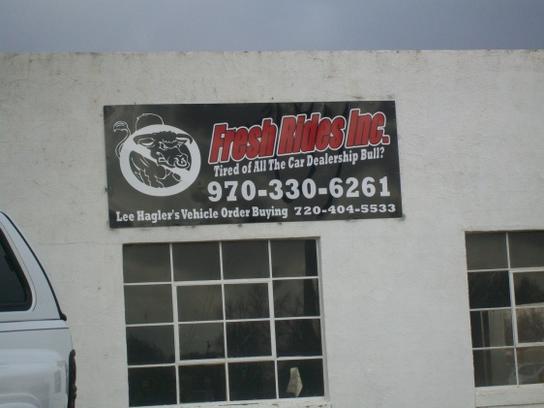 Fresh Rides Inc.
Tired of All The Car Dealership Bull?
970-330-6261
Lee Hagler's Vehicle Order Buying 720-404-5533